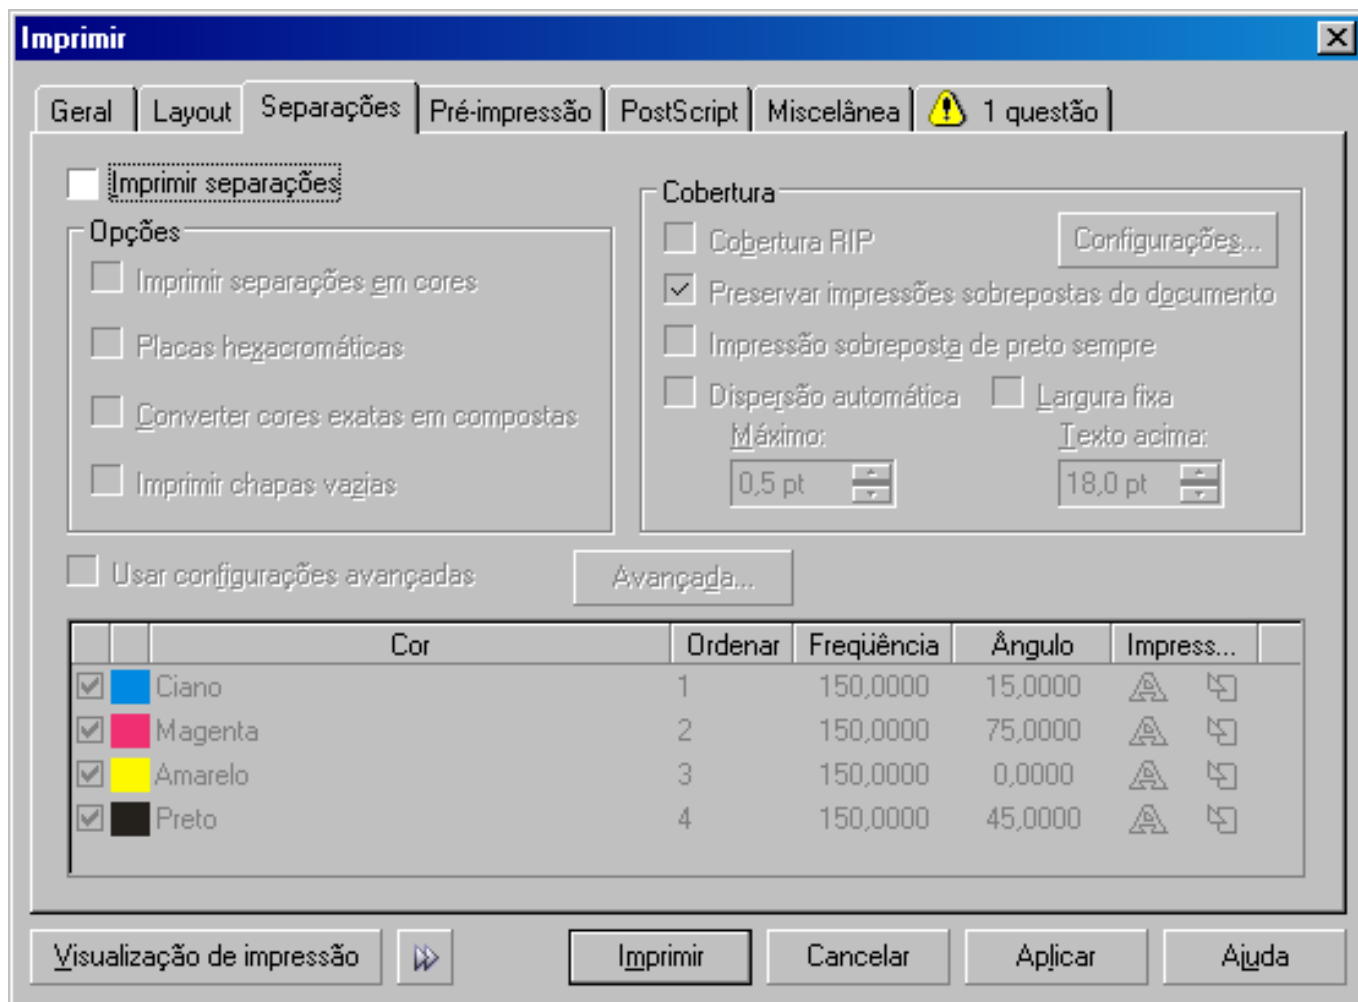 Imprimir
Geral Layout Separações Pré-impressão PostScript Miscelânea 1 questão
Imprimir separações
Opções
Imprimir separações em cores
Placas hexacromáticas
Converter cores exatas em compostas
Imprimir chapas vazias
Cobertura
Cobertura RIP Configurações...
Preservar impressões sobrepostas do documento
Impressão sobreposta de preto sempre
Dispersão automática Largura fixa
Máximo: Texto acima:
0,5 pt 18,0 pt
Usar configurações avançadas Avançada...
Cor Ordenar Freqüência Ângulo Impress...
Ciano 1 150,0000 15,0000
Magenta 2 150,0000 75,0000
Amarelo 3 150,0000 0,0000
Preto 4 150,0000 45,0000
Visualização de impressão Imprimir Cancelar Aplicar Ajuda